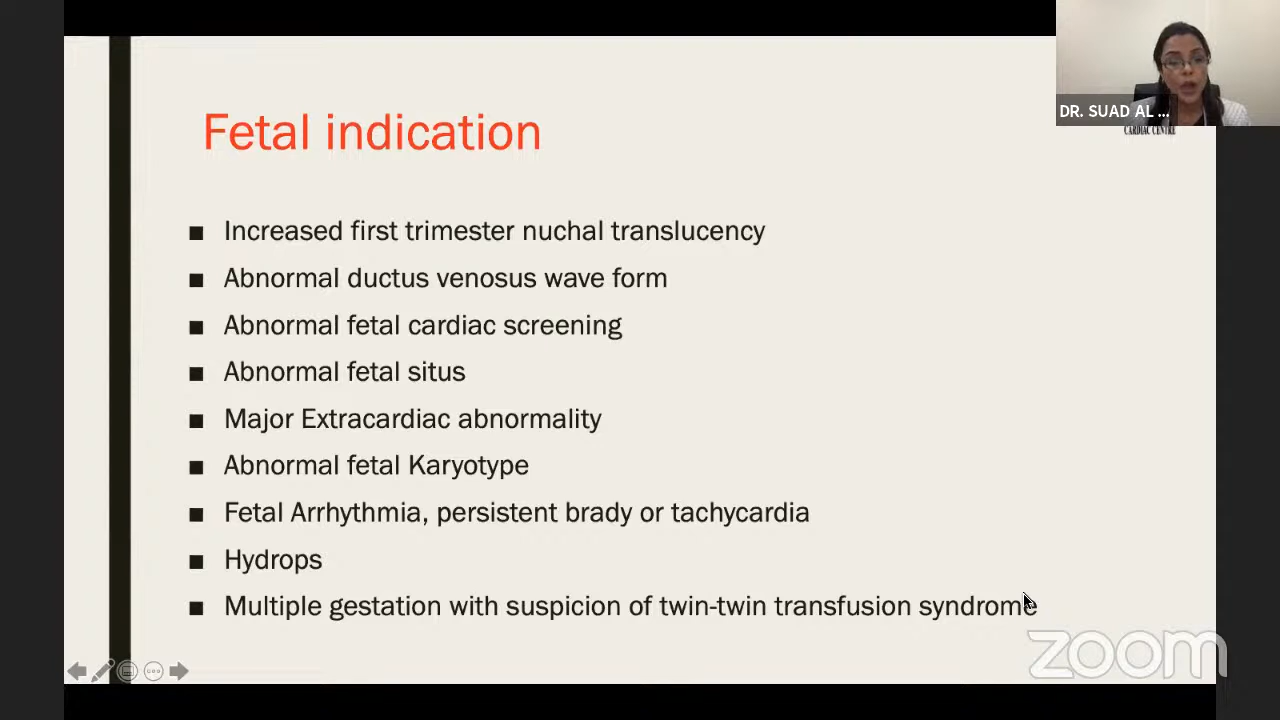 DR. SUAD AL ...
CARDIAC CENTRE
Fetal indication
■ Increased first trimester nuchal translucency
■ Abnormal ductus venosus wave form
■ Abnormal fetal cardiac screening
■ Abnormal fetal situs
■ Major Extracardiac abnormality
■ Abnormal fetal Karyotype
■ Fetal Arrhythmia, persistent brady or tachycardia
■ Hydrops
■ Multiple gestation with suspicion of twin-twin transfusion syndrome
zoom